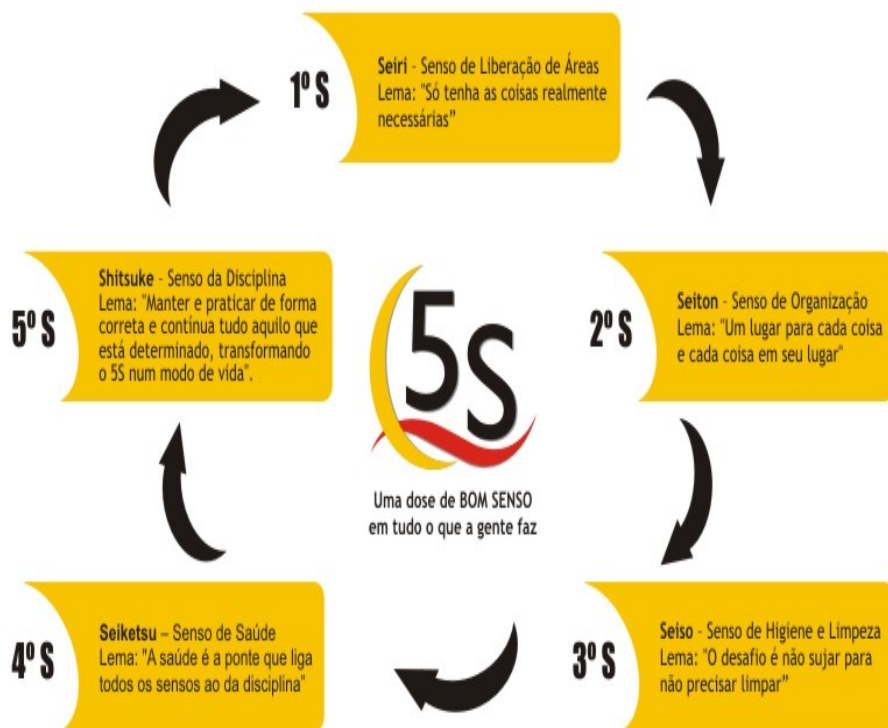 1º S
Seiri - Senso de Liberação de Áreas
Lema: "Só tenha as coisas realmente
necessárias”
2º S
Seiton - Senso de Organização
Lema: "Um lugar para cada coisa
e cada coisa em seu lugar"
3º S
Seiso - Senso de Higiene e Limpeza
Lema: "O desafio é não sujar para
não precisar limpar”
4º S
Seiketsu – Senso de Saúde
Lema: "A saúde é a ponte que liga
todos os sensos ao da disciplina"
5º S
Shitsuke - Senso da Disciplina
Lema: "Manter e praticar de forma
correta e contínua tudo aquilo que
está determinado, transformando
o 5S num modo de vida".
5S
Uma dose de BOM SENSO
em tudo o que a gente faz